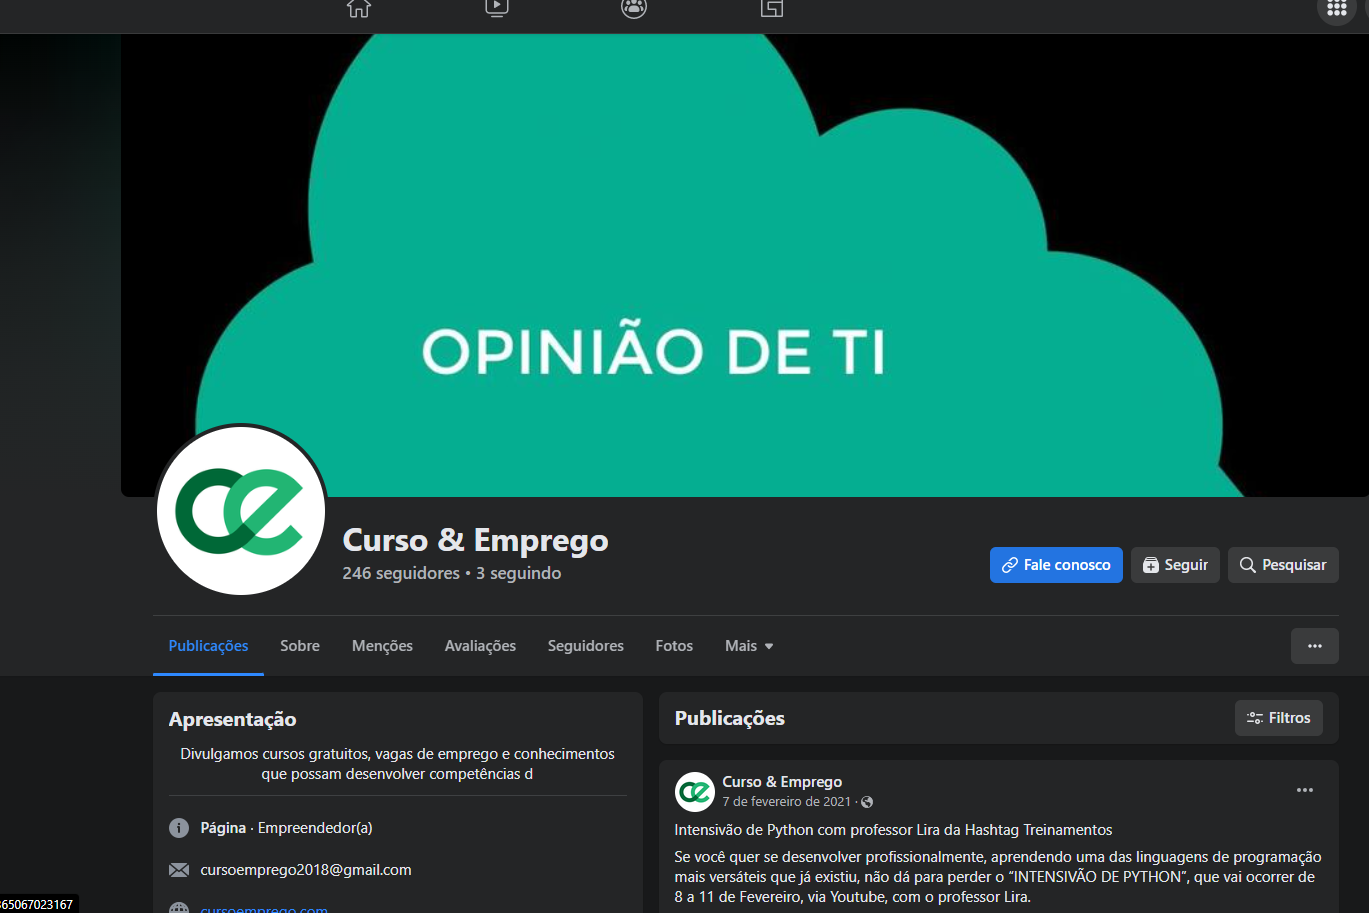 OPINIÃO DE TI
Curso & Emprego
246 seguidores • 3 seguindo
Fale conosco
Seguir
Pesquisar
Publicações
Sobre
Menções
Avaliações
Seguidores
Fotos
Mais
Apresentação
Divulgamos cursos gratuitos, vagas de emprego e conhecimentos
que possam desenvolver competências d
Página · Empreendedor(a)
cursoemprego2018@gmail.com
cursoemprego.com
65067023167
Publicações
Filtros
Curso & Emprego
7 de fevereiro de 2021 ·
Intensivão de Python com professor Lira da Hashtag Treinamentos
Se você quer se desenvolver profissionalmente, aprendendo uma das linguagens de programação
mais versáteis que já existiu, não dá para perder o “INTENSIVÃO DE PYTHON”, que vai ocorrer de
8 a 11 de Fevereiro, via Youtube, com o professor Lira.